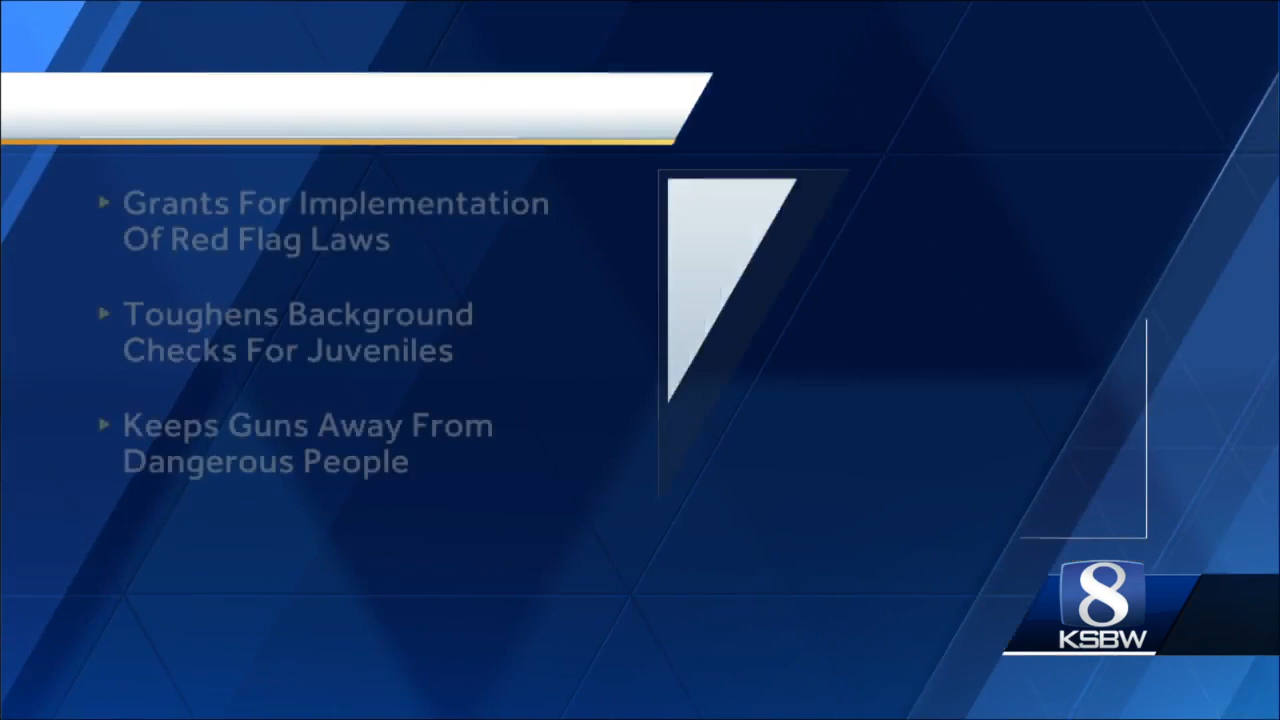 Grants For Implementation
Of Red Flag Laws
Toughens Background
Checks For Juveniles
Keeps Guns Away From
Dangerous People
8
KSBW